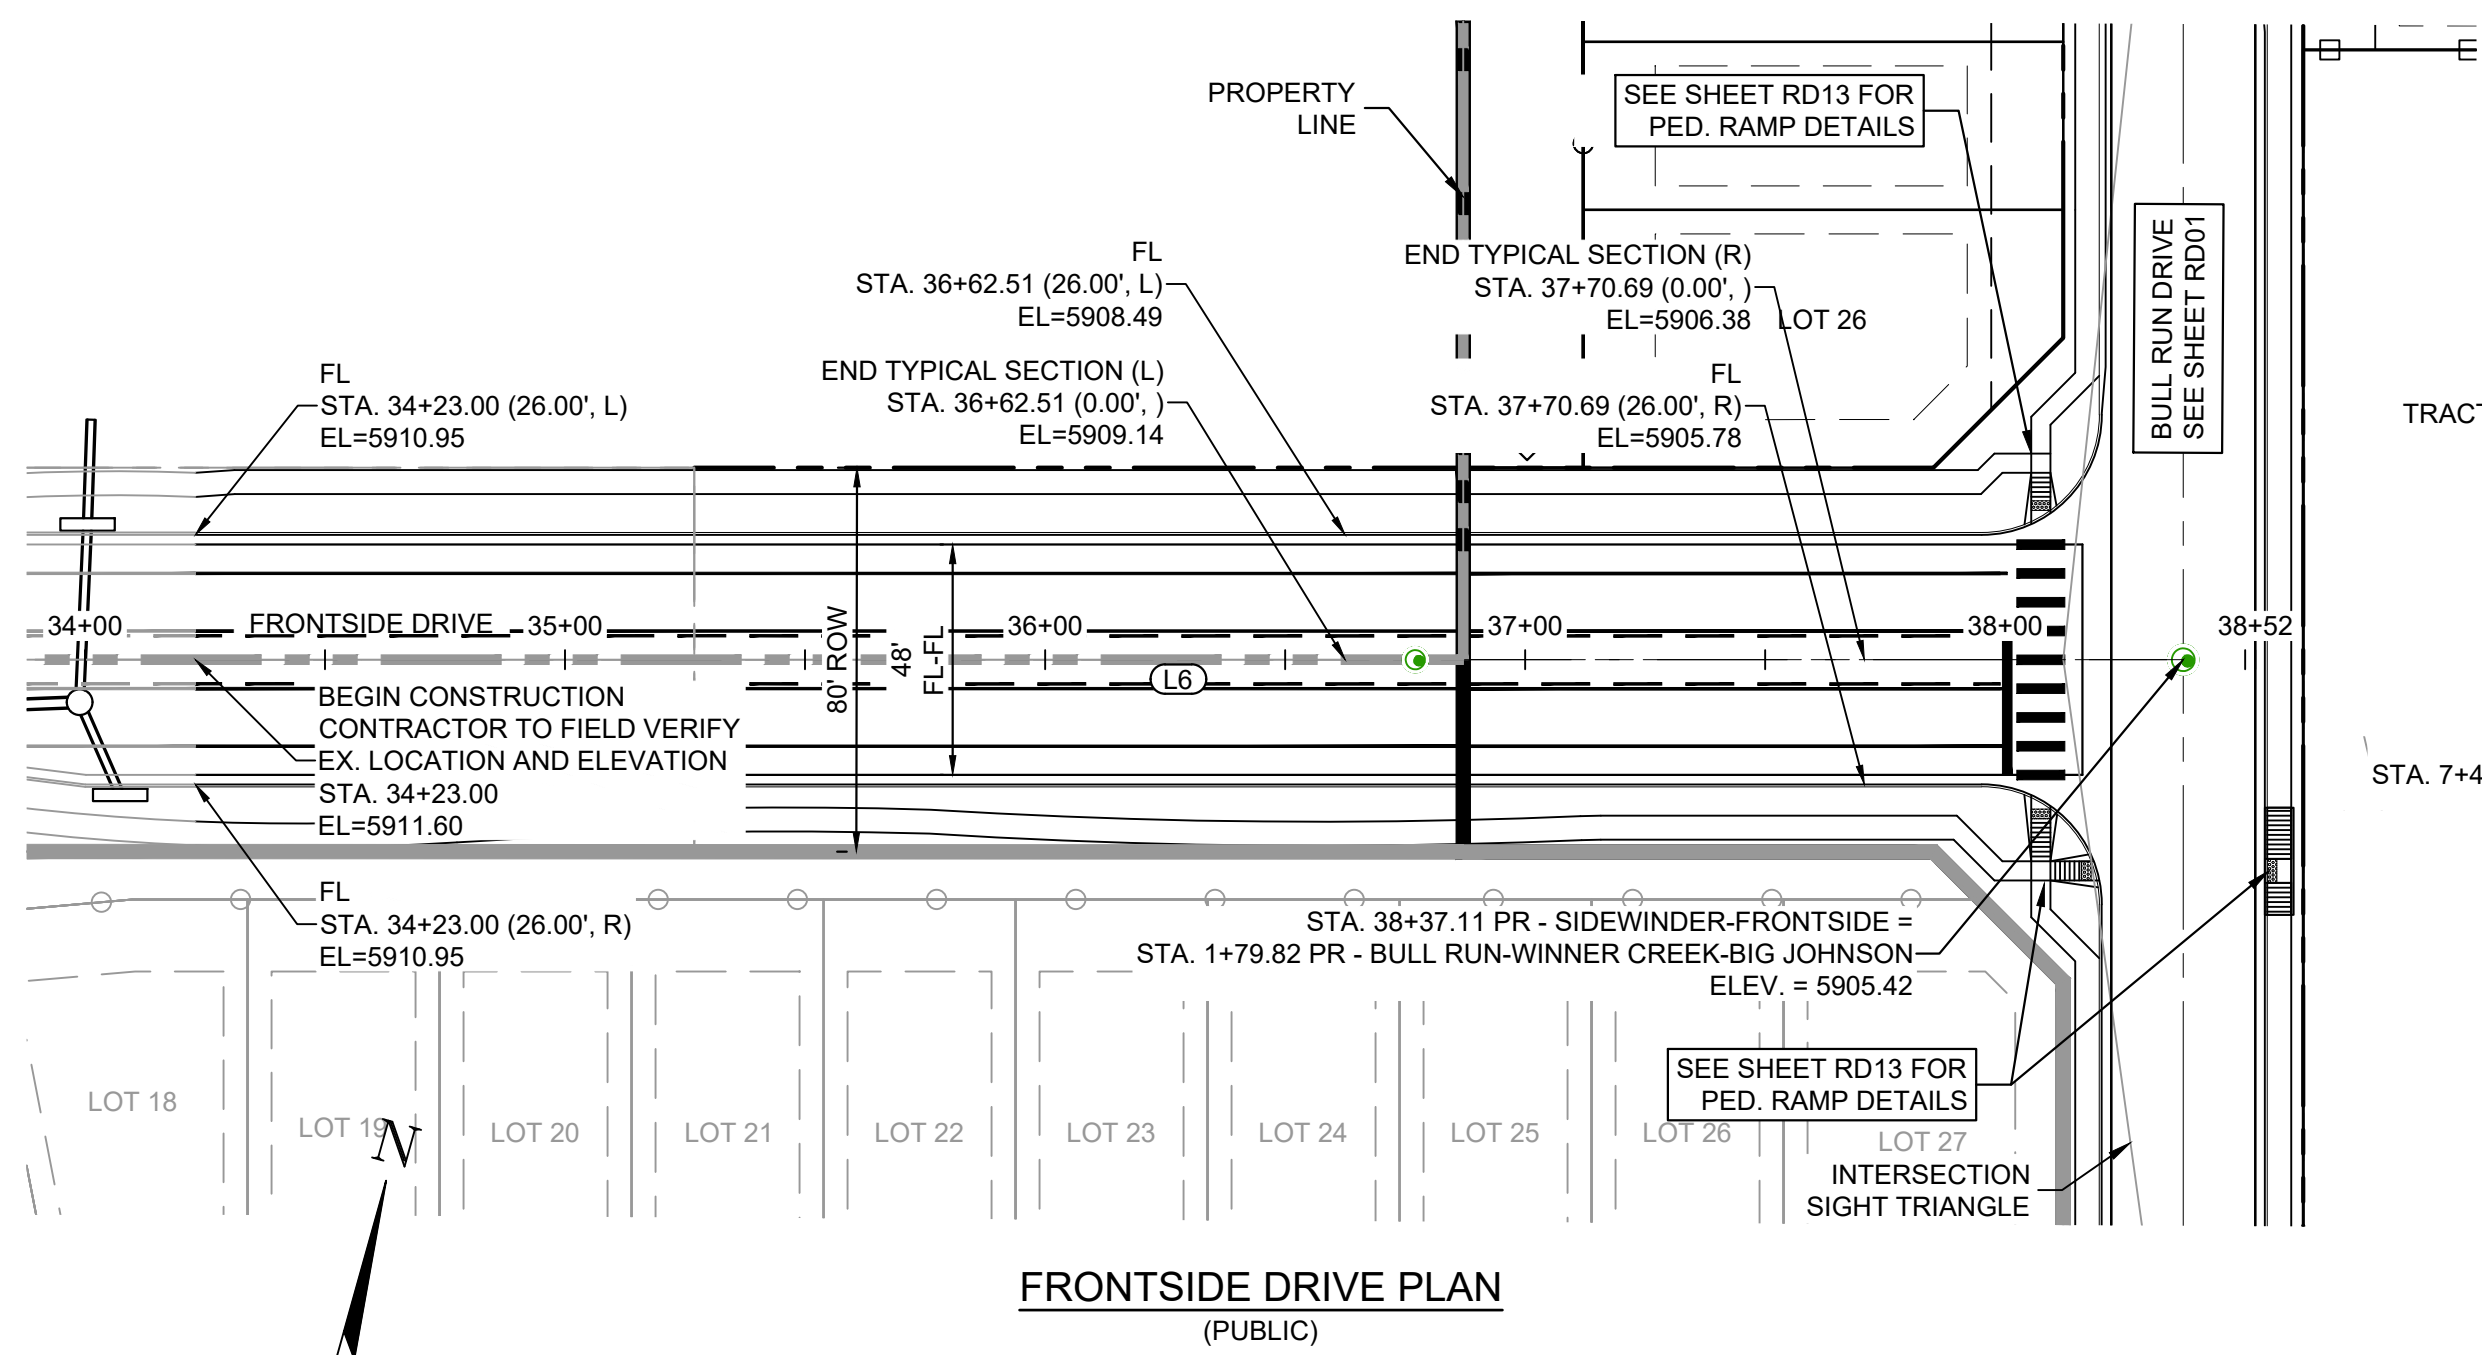 PROPERTY
LINE
SEE SHEET RD13 FOR
PED. RAMP DETAILS
BULL RUN DRIVE
SEE SHEET RD01
FL
STA. 36+62.51 (26.00', L)
EL=5908.49
END TYPICAL SECTION (R)
STA. 37+70.69 (0.00', )
EL=5906.38
LOT 26
FL
STA. 34+23.00 (26.00', L)
EL=5910.95
END TYPICAL SECTION (L)
STA. 36+62.51 (0.00', )
EL=5909.14
FL
STA. 37+70.69 (26.00', R)
EL=5905.78
TRACT
34+00
FRONTSIDE DRIVE
35+00
36+00
37+00
38+00
38+52
80' ROW
48'
FL-FL
L6
BEGIN CONSTRUCTION
CONTRACTOR TO FIELD VERIFY
EX. LOCATION AND ELEVATION
STA. 34+23.00
EL=5911.60
STA. 7+4
FL
STA. 34+23.00 (26.00', R)
EL=5910.95
STA. 38+37.11 PR - SIDEWINDER-FRONTSIDE =
STA. 1+79.82 PR - BULL RUN-WINNER CREEK-BIG JOHNSON
ELEV. = 5905.42
SEE SHEET RD13 FOR
PED. RAMP DETAILS
LOT 18
LOT 19
LOT 20
LOT 21
LOT 22
LOT 23
LOT 24
LOT 25
LOT 26
LOT 27
N
INTERSECTION
SIGHT TRIANGLE
FRONTSIDE DRIVE PLAN
(PUBLIC)